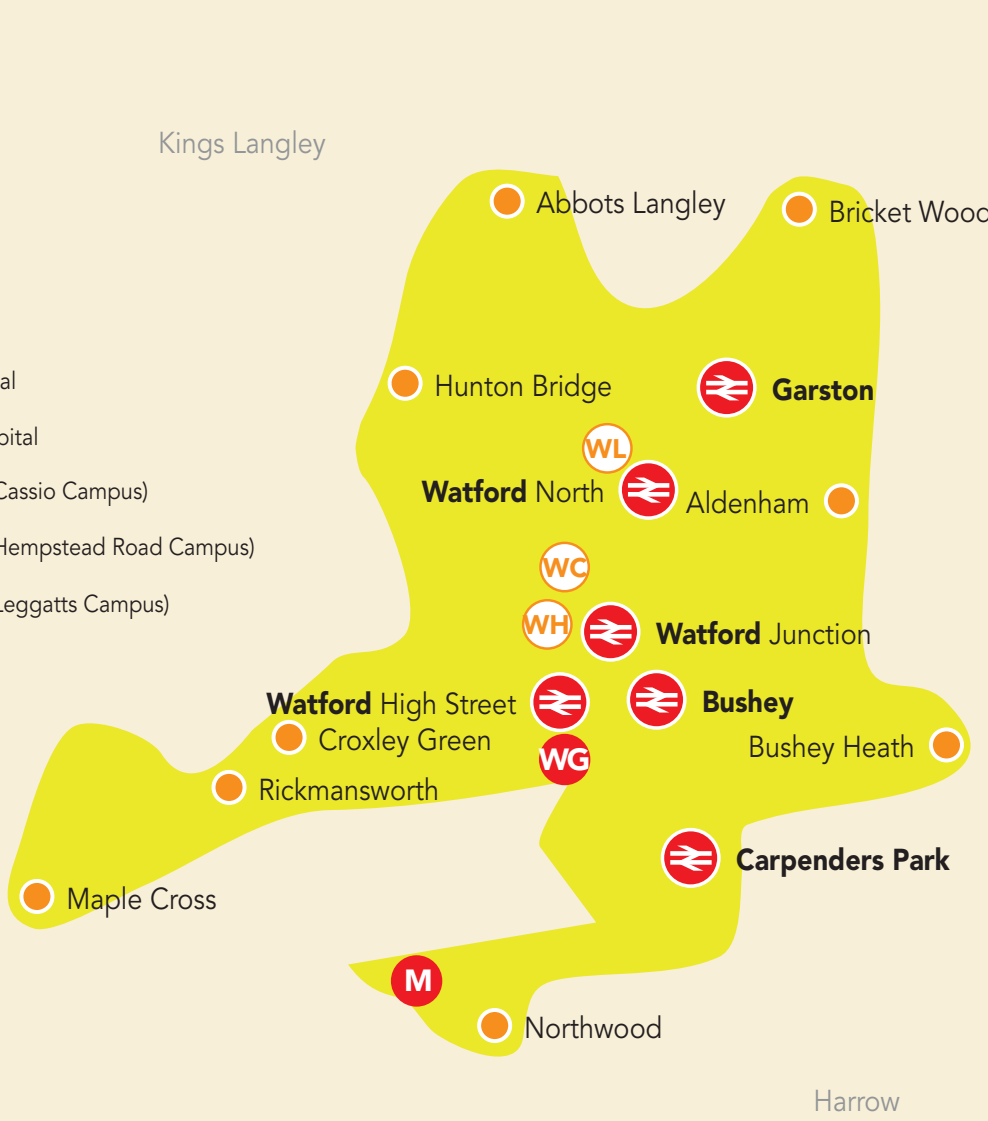 Kings Langley
Abbots Langley
Bricket Wood
al
Hunton Bridge
Garston
pital
WL
Cassio Campus)
Watford North
Aldenham
Hempstead Road Campus)
WC
Leggatts Campus)
WH
Watford Junction
Watford High Street
Bushey
Croxley Green
Bushey Heath
WG
Rickmansworth
Carpenders Park
Maple Cross
M
Northwood
Harrow